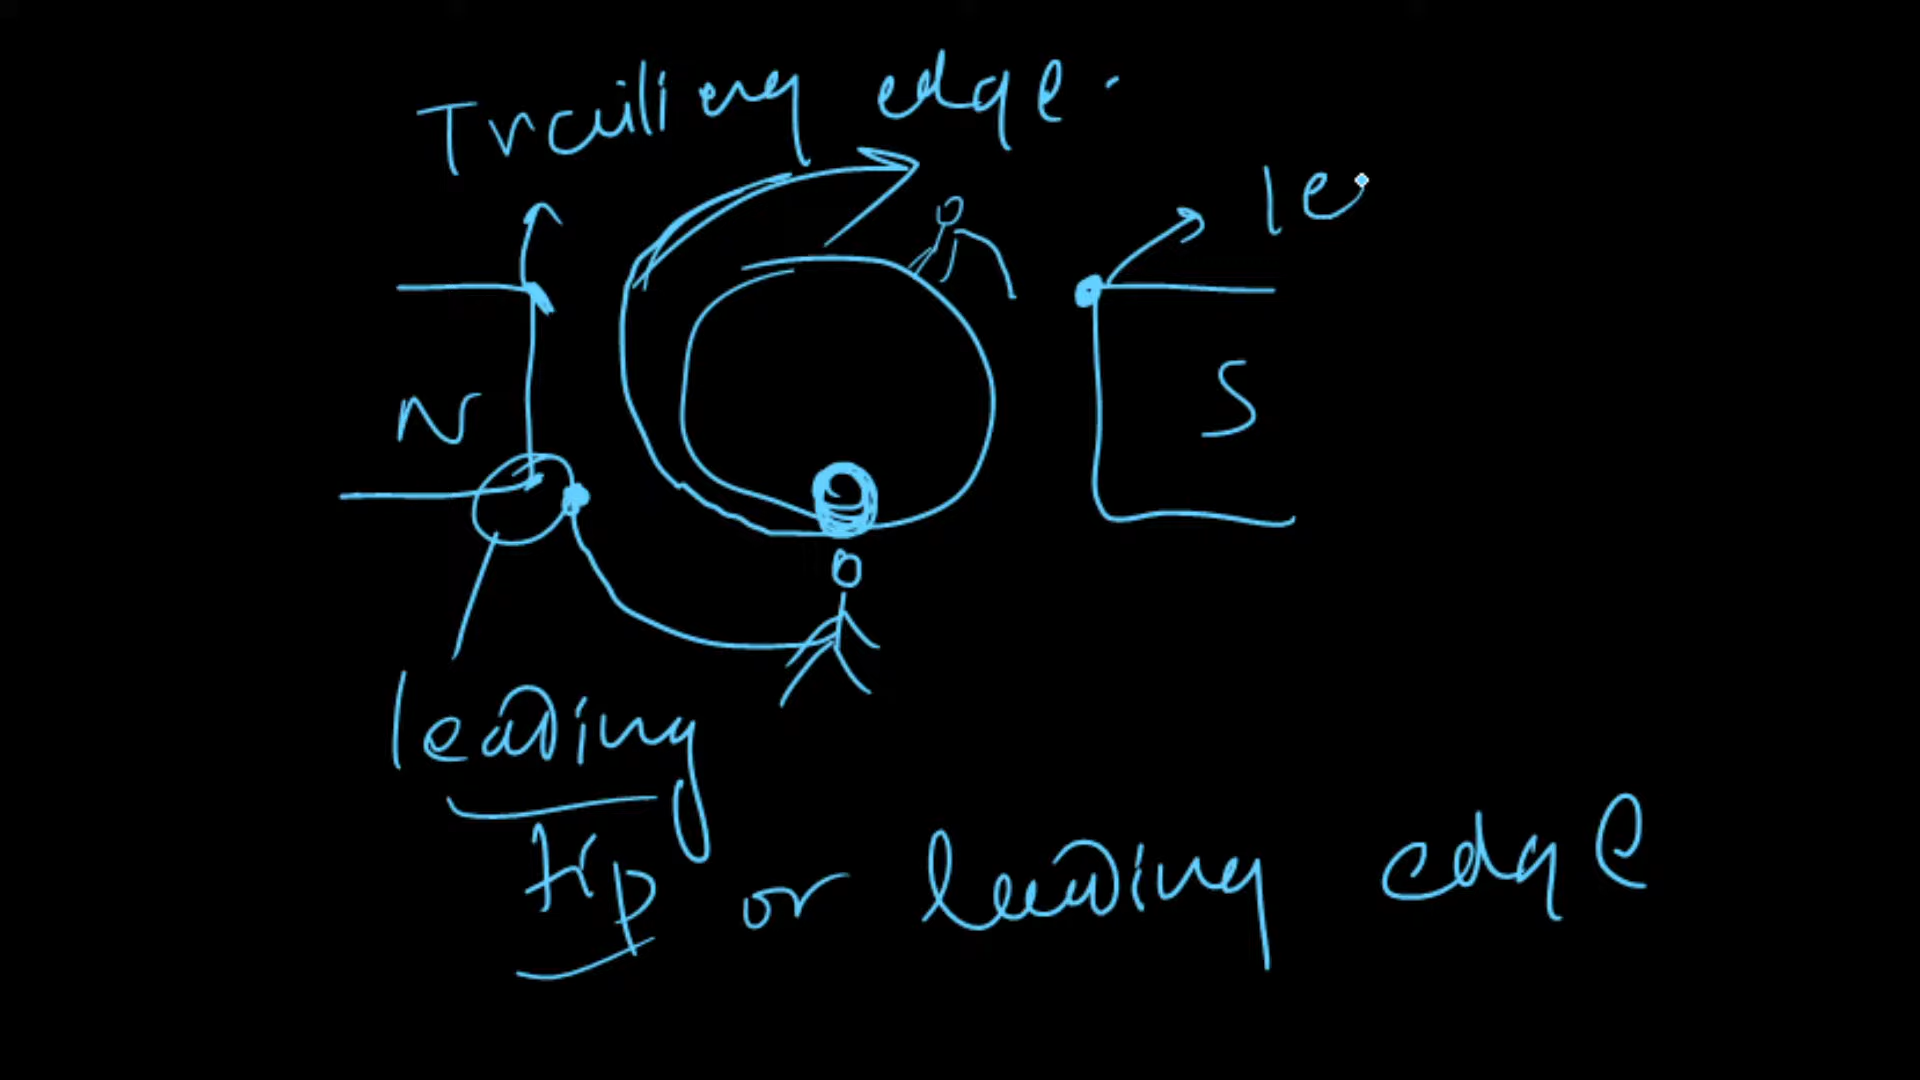 Trailing edge.
le
N
S
leading
tip or leading edge